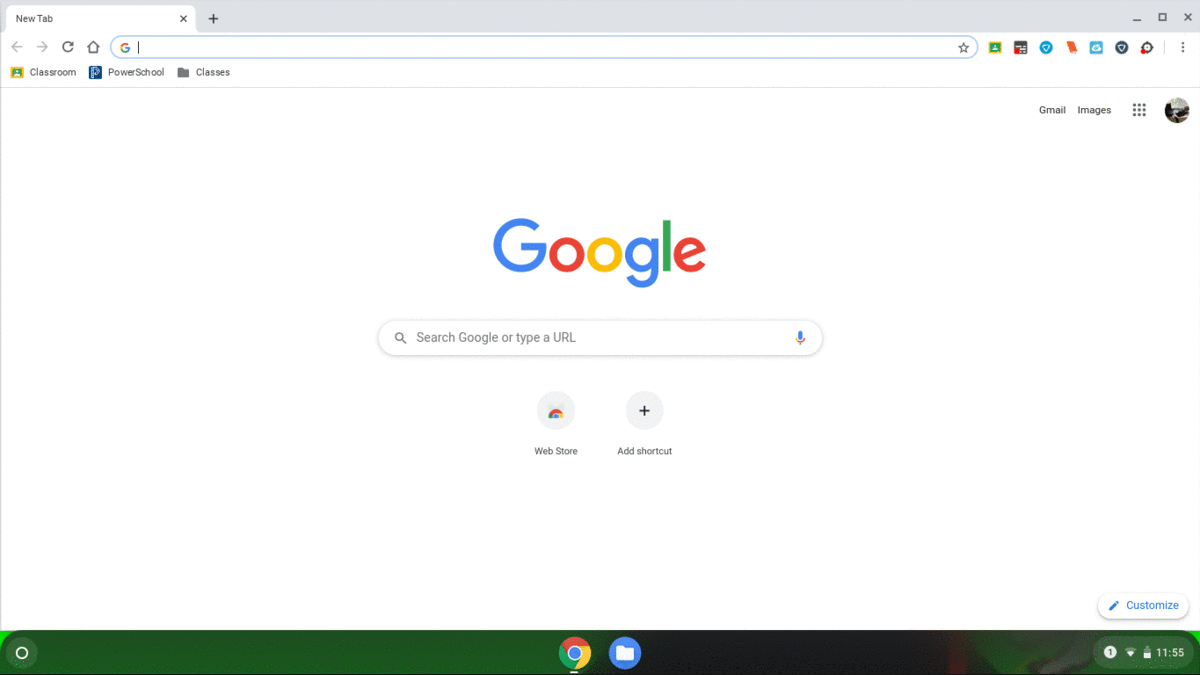 New Tab
Classroom PowerSchool Classes
Gmail Images
Google
Search Google or type a URL
Web Store Add shortcut
Customize
1 11:55